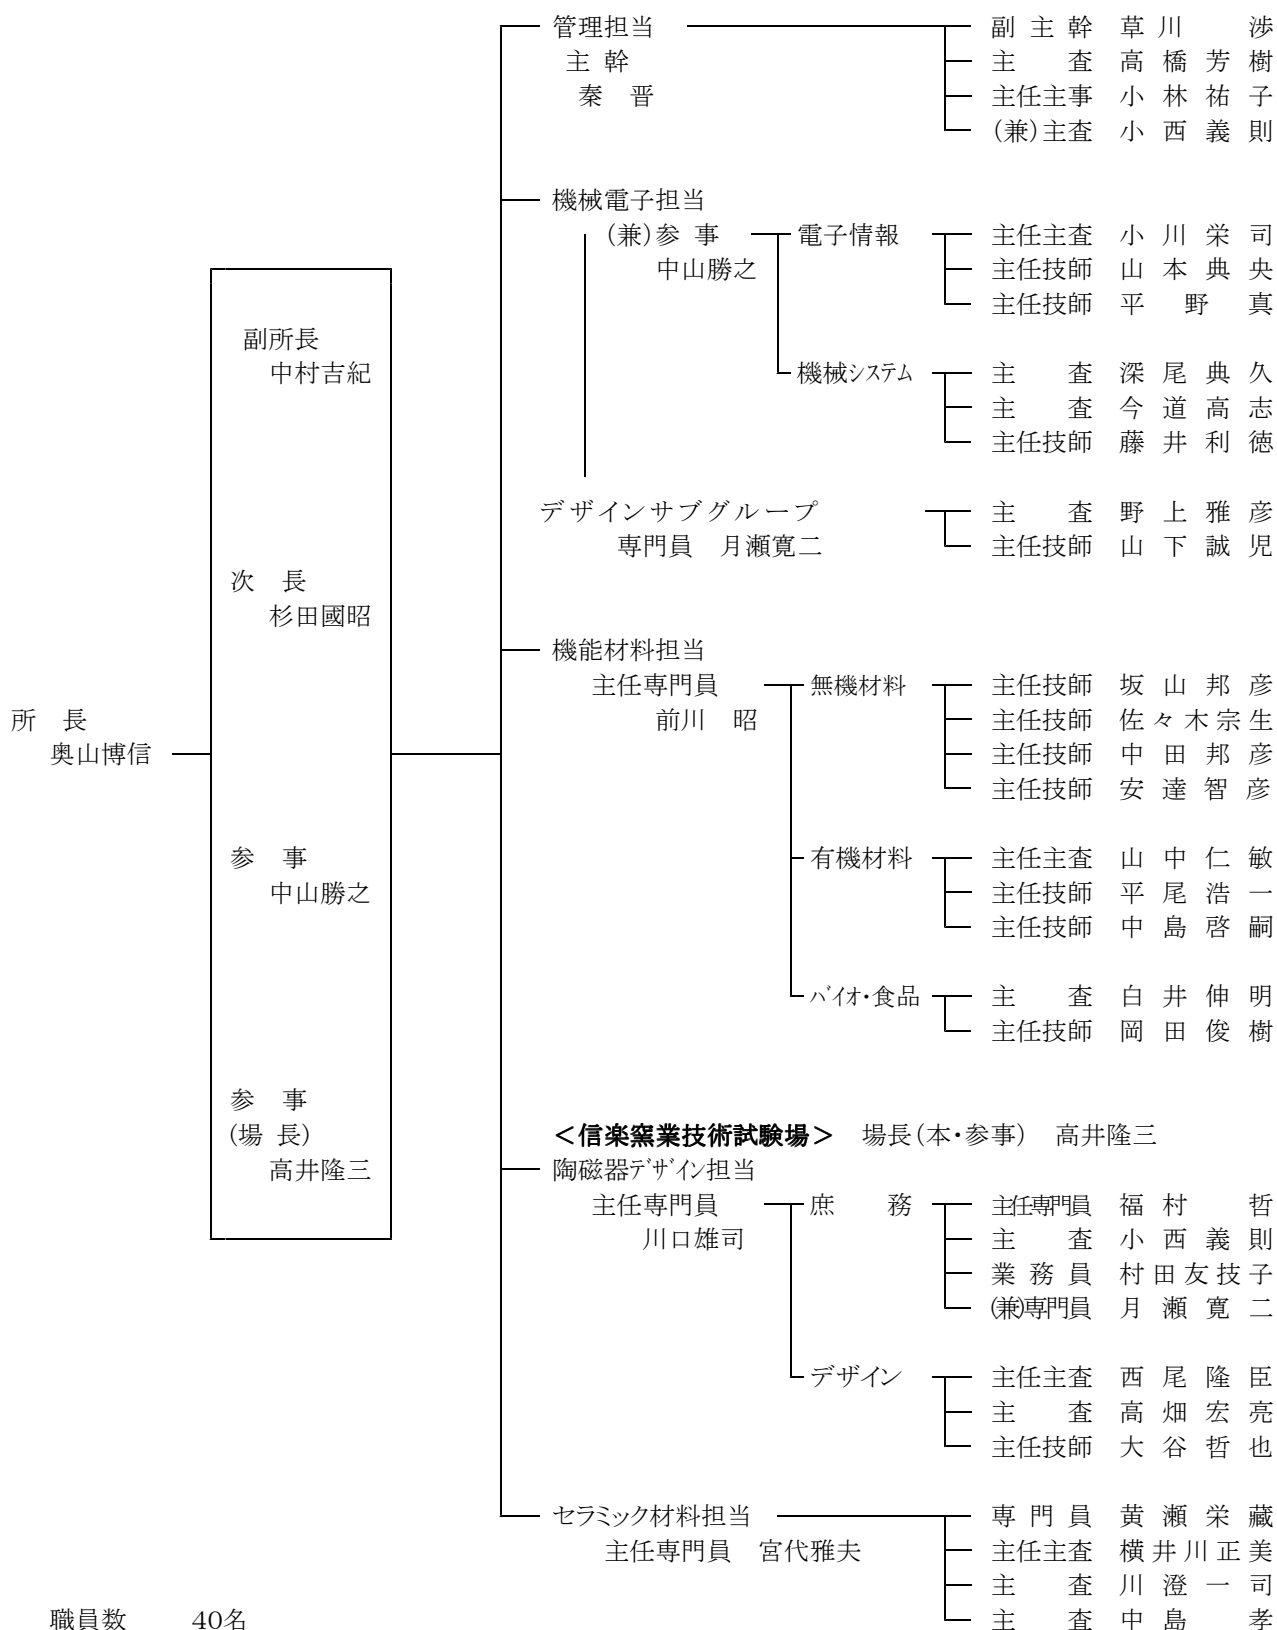 管理担当 副主幹 草川 渉
主幹 主査 高橋芳樹
秦 晋 主任主事 小林祐子
(兼)主査 小西義則
機械電子担当
(兼)参事 電子情報 主任主査 小川栄司
中山勝之 主任技師 山本典央
主任技師 平野真
副所長
中村吉紀 機械システム 主査 深尾典久
主査 今道高志
主任技師 藤井利徳
デザインサブグループ 主査 野上雅彦
専門員 月瀬寛二 主任技師 山下誠児
次長
杉田國昭
機能材料担当
主任専門員 無機材料 主任技師 坂山邦彦
所長 前川 昭 主任技師 佐々木宗生
奥山博信 主任技師 中田邦彦
主任技師 安達智彦
参事 有機材料 主任主査 山中仁敏
中山勝之 主任技師 平尾浩一
主任技師 中島啓嗣
バイオ・食品 主査 白井伸明
主任技師 岡田俊樹
参事
(場長) <信楽窯業技術試験場> 場長(本・参事) 高井隆三
高井隆三 陶磁器デザイン担当
主任専門員 庶務 主任専門員 福村 哲
川口雄司 主査 小西義則
業務員 村田友技子
(兼)専門員 月瀬寛二
デザイン 主任主査 西尾隆臣
主査 高畑宏亮
主任技師 大谷哲也
セラミック材料担当 専門員 黄瀬栄藏
主任専門員 宮代雅夫 主任主査 横井川正美
主査 川澄一司
職員数 40名 主査 中島 孝